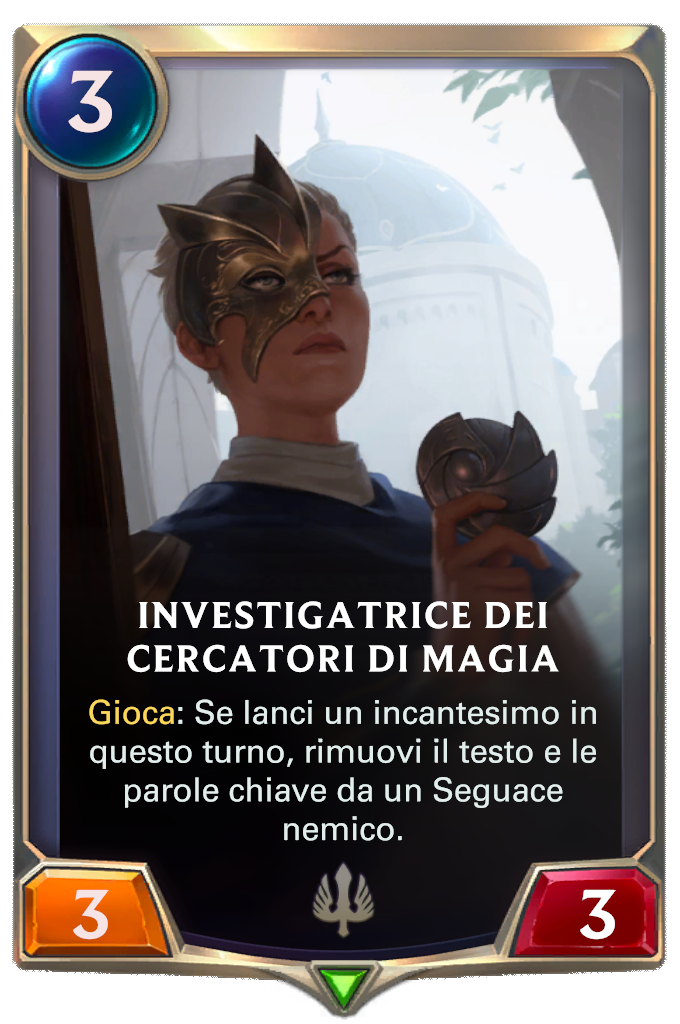 3
INVESTIGATRICE DEI
CERCATORI DI MAGIA
Gioca: Se lanci un incantesimo in
questo turno, rimuovi il testo e le
parole chiave da un Seguace
nemico.
3
3